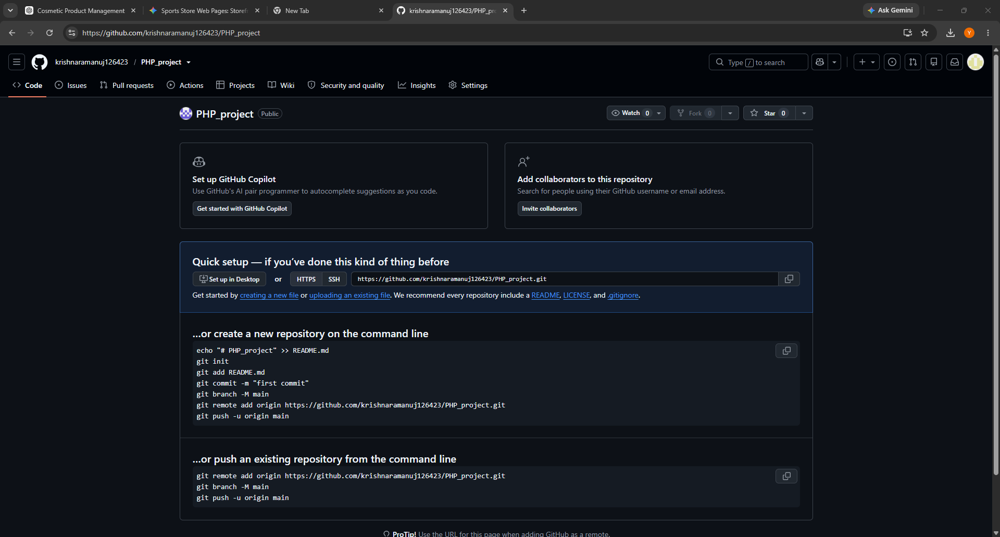 Cosmetic Product Management
Sports Store Web Pages: Storef
New Tab
krishnaramanuj126423/PHP_pro
Ask Gemini
https://github.com/krishnaramanuj126423/PHP_project
Y
krishnaramanuj126423 / PHP_project
Type / to search
Code
Issues
Pull requests
Actions
Projects
Wiki
Security and quality
Insights
Settings
PHP_project Public
Watch 0
Fork 0
Star 0
Set up GitHub Copilot
Use GitHub's AI pair programmer to autocomplete suggestions as you code.
Get started with GitHub Copilot
Add collaborators to this repository
Search for people using their GitHub username or email address.
Invite collaborators
Quick setup — if you've done this kind of thing before
Set up in Desktop or HTTPS SSH https://github.com/krishnaramanuj126423/PHP_project.git
Get started by creating a new file or uploading an existing file. We recommend every repository include a README, LICENSE, and .gitignore.
…or create a new repository on the command line
echo "# PHP_project" >> README.md
git init
git add README.md
git commit -m "first commit"
git branch -M main
git remote add origin https://github.com/krishnaramanuj126423/PHP_project.git
git push -u origin main
…or push an existing repository from the command line
git remote add origin https://github.com/krishnaramanuj126423/PHP_project.git
git branch -M main
git push -u origin main
ProTip! Use the URL for this page when adding GitHub as a remote.